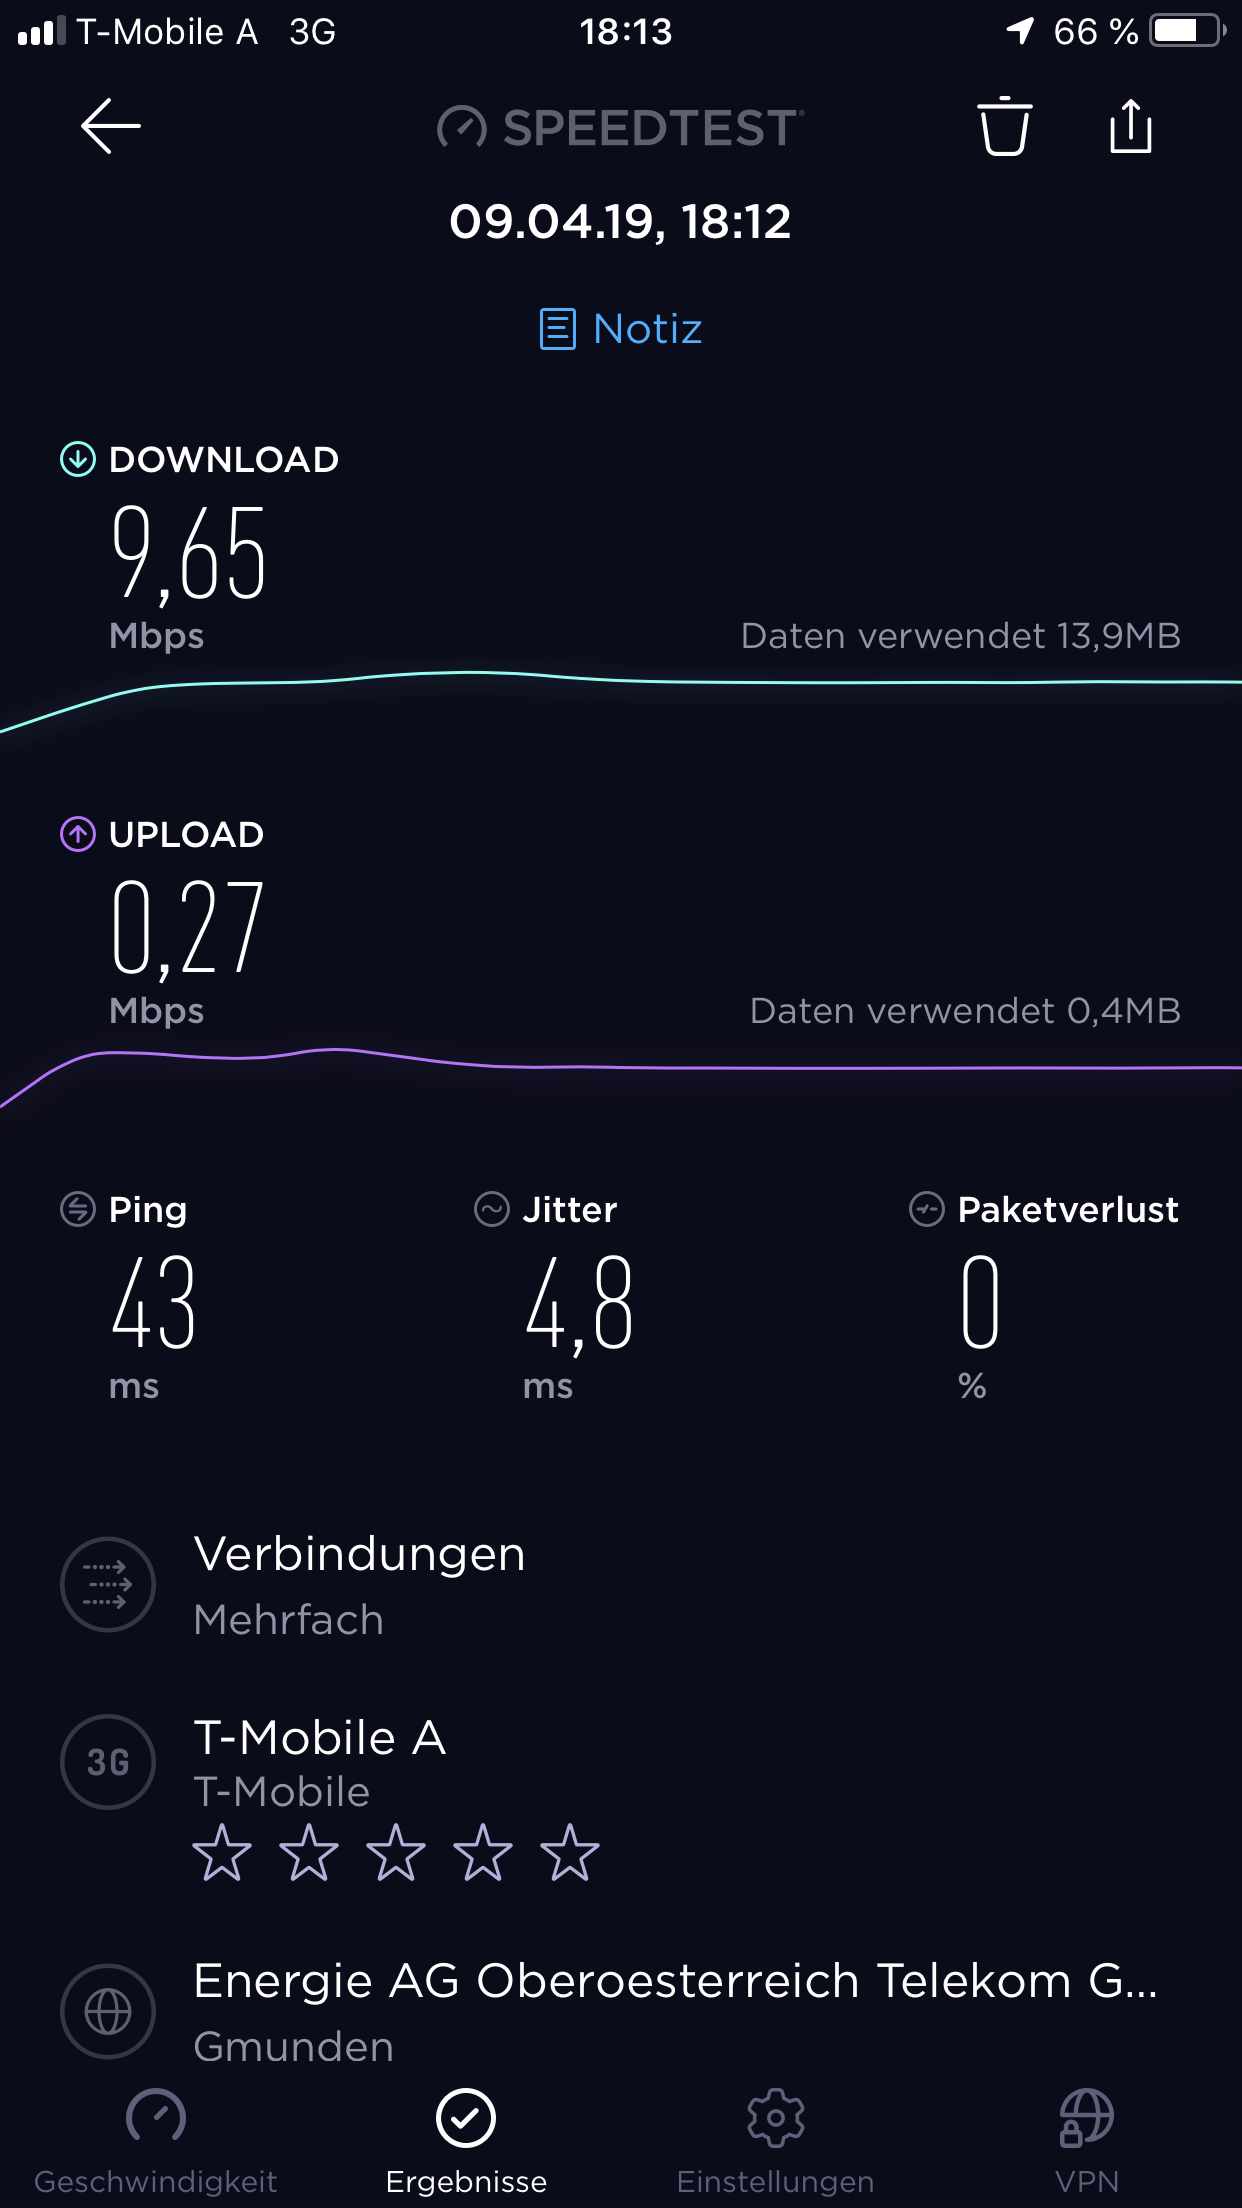 T-Mobile A 3G 18:13 66 %
SPEEDTEST
09.04.19, 18:12
Notiz
DOWNLOAD
9,65
Mbps Daten verwendet 13,9MB
UPLOAD
0,27
Mbps Daten verwendet 0,4MB
Ping Jitter Paketverlust
43 4,8 0
ms ms %
Verbindungen
Mehrfach
3G T-Mobile A
T-Mobile
Energie AG Oberoesterreich Telekom G...
Gmunden
Geschwindigkeit Ergebnisse Einstellungen VPN